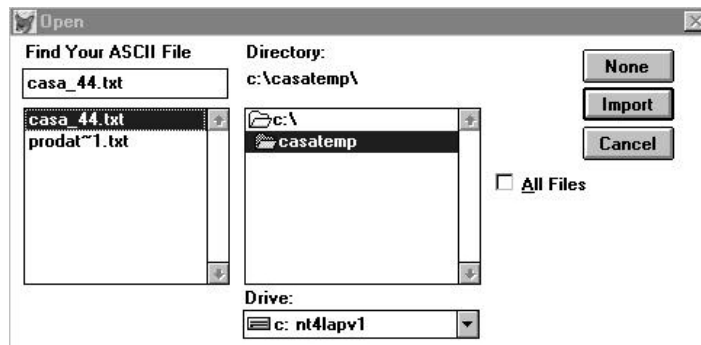 Open
Find Your ASCII File
casa_44.txt
casa_44.txt
prodat~1.txt
Directory:
c:\casatemp\
c:\
casatemp
Drive:
c: nt4lapv1
None
Import
Cancel
All Files